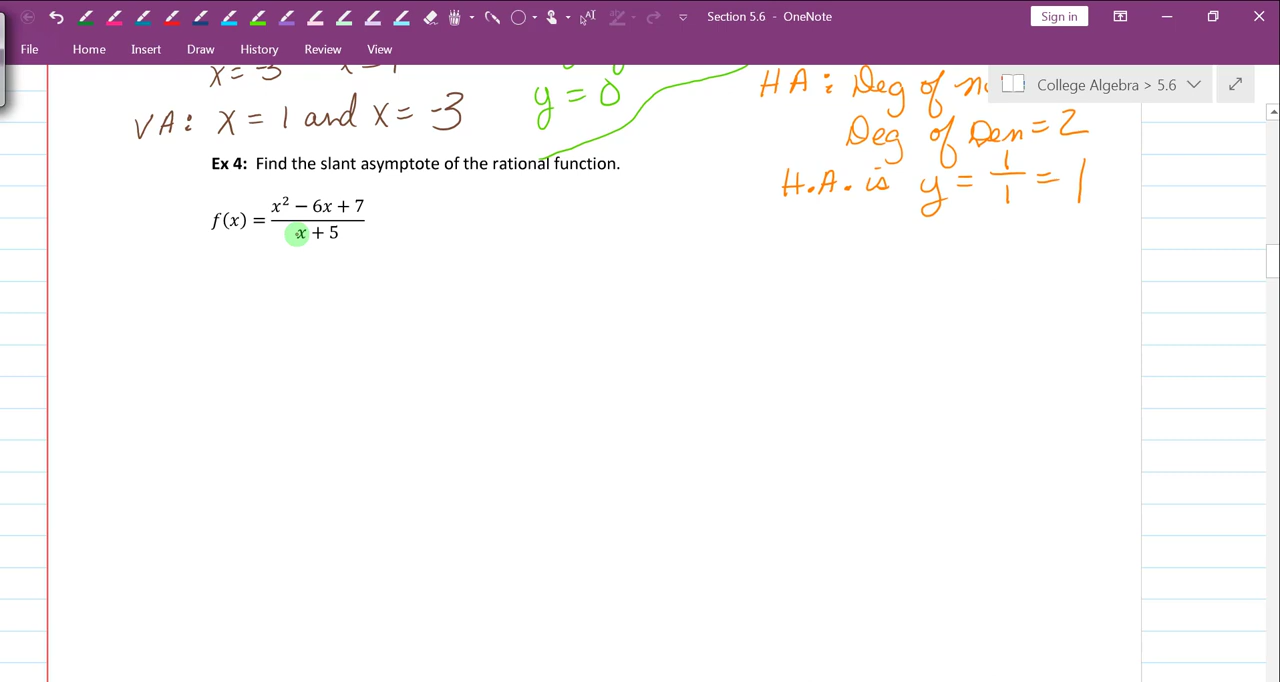 Section 5.6 - OneNote
Sign in
File Home Insert Draw History Review View
College Algebra > 5.6
x = -3
y = 0
VA: x = 1 and x = -3
HA: Deg of
Deg of Den = 2
H.A. is y = 1/1 = 1
Ex 4: Find the slant asymptote of the rational function.
f(x) = (x² − 6x + 7)/(x + 5)